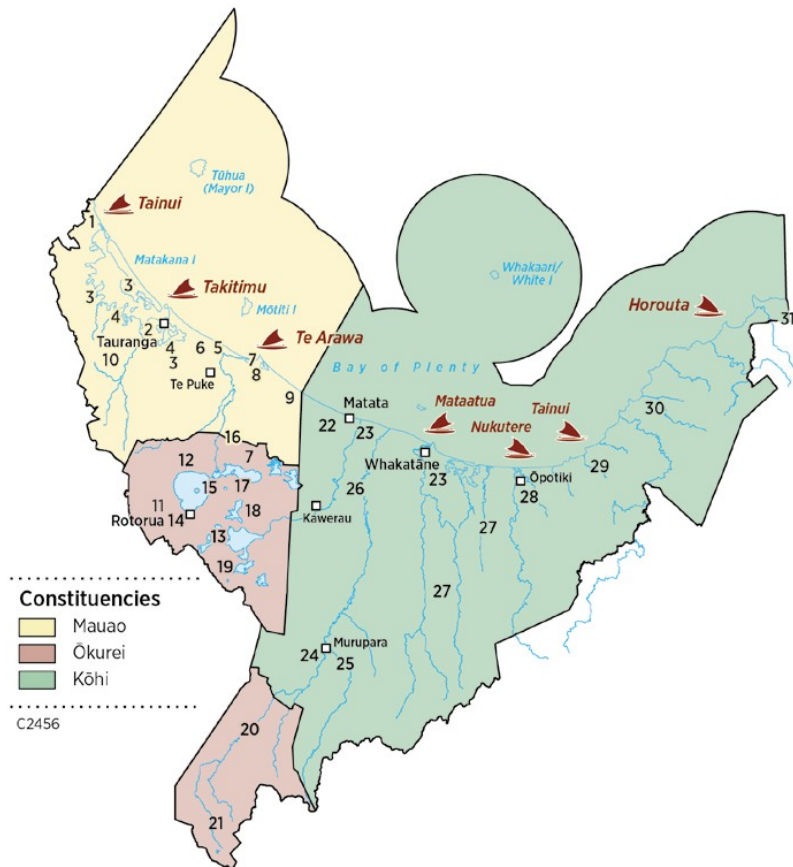 Tūhua
(Mayor I)
Tainui
1
Matakana I
Whakaari/
White I
3
3
Takitimu
Horouta
4
Mōtiti I
31
2
Tauranga
Te Arawa
10
4
6
5
3
7
Bay of Plenty
Te Puke
8
9
Matata
Mataatua
Tainui
30
22
23
Nukutere
16
Whakatāne
12
7
23
Ōpotiki
29
15
17
26
28
11
Kawerau
18
Rotorua
14
27
13
19
27
Constituencies
Mauao
Ōkurei
Kōhi
24
Murupara
25
C2456
20
21